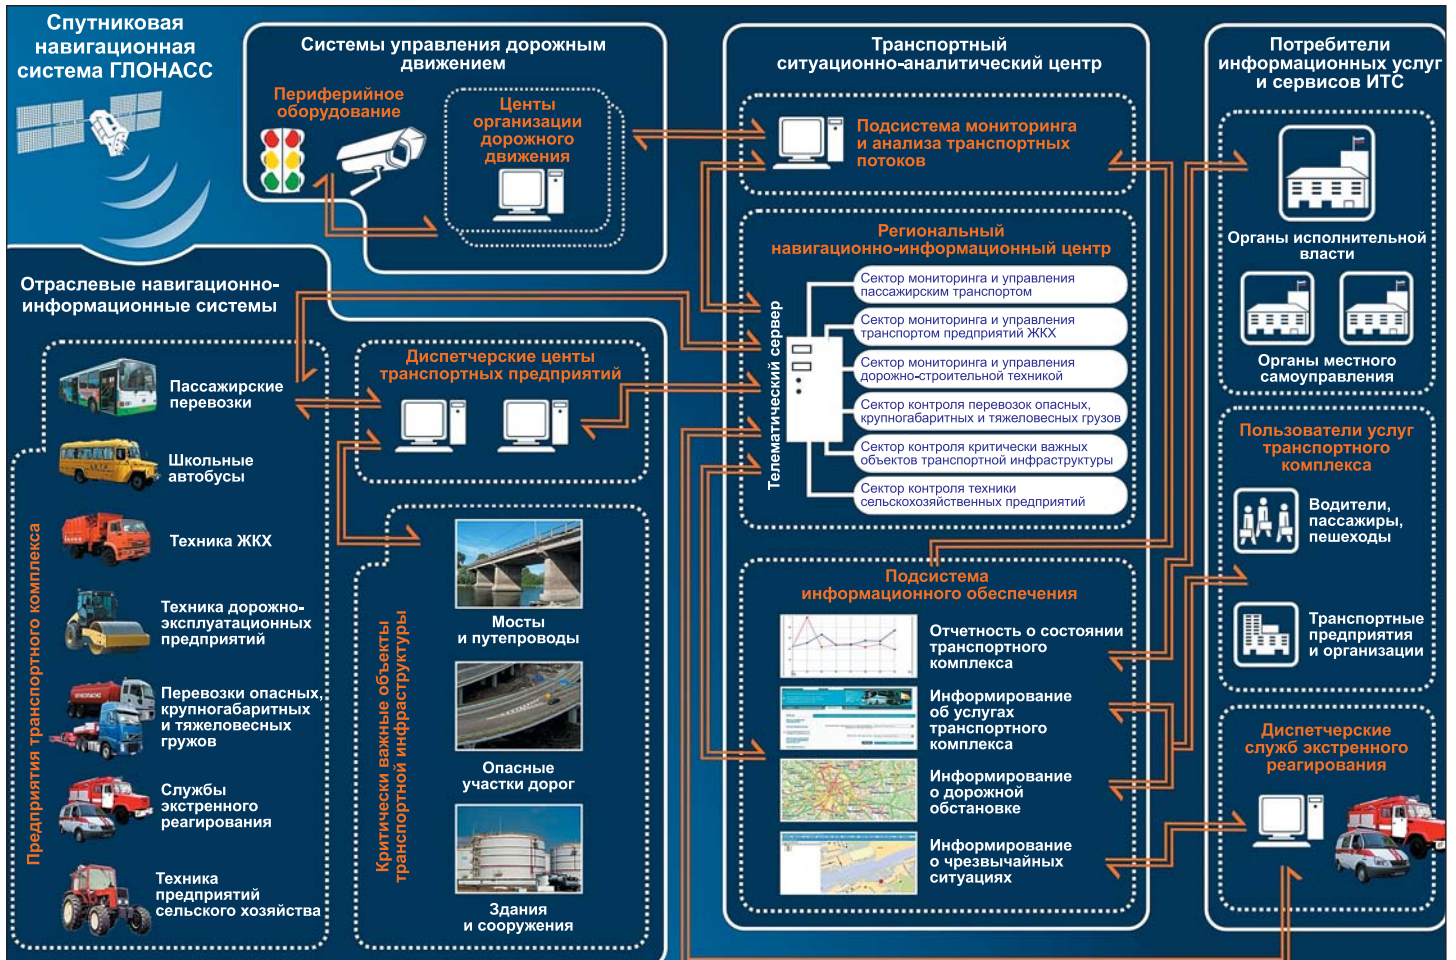 Спутниковая
навигационная
система ГЛОНАСС
Системы управления дорожным
движением
Периферийное
оборудование
Центы
организации
дорожного
движения
Отраслевые навигационно-
информационные системы
Предприятия транспортного комплекса
Пассажирские
перевозки
Школьные
автобусы
Техника ЖКХ
Техника дорожно-
эксплуатационных
предприятий
Перевозки опасных,
крупногабаритных
и тяжеловесных
грузов
Службы
экстренного
реагирования
Техника
предприятий
сельского хозяйства
Диспетчерские центы
транспортных предприятий
Критически важные объекты
транспортной инфраструктуры
Мосты
и путепроводы
Опасные
участки дорог
Здания
и сооружения
Транспортный
ситуационно-аналитический центр
Подсистема мониторинга
и анализа транспортных
потоков
Региональный
навигационно-информационный центр
Телематический сервер
Сектор мониторинга и управления
пассажирским транспортом
Сектор мониторинга и управления
транспортом предприятий ЖКХ
Сектор мониторинга и управления
дорожно-строительной техникой
Сектор контроля перевозок опасных,
крупногабаритных и тяжеловесных грузов
Сектор контроля критически важных
объектов транспортной инфраструктуры
Сектор контроля техники
сельскохозяйственных предприятий
Подсистема
информационного обеспечения
Отчетность о состоянии
транспортного
комплекса
Информирование
об услугах
транспортного
комплекса
Информирование
о дорожной
обстановке
Информирование
о чрезвычайных
ситуациях
Потребители
информационных услуг
и сервисов ИТС
Органы исполнительной
власти
Органы местного
самоуправления
Пользователи услуг
транспортного
комплекса
Водители,
пассажиры,
пешеходы
Транспортные
предприятия
и организации
Диспетчерские
служб экстренного
реагирования